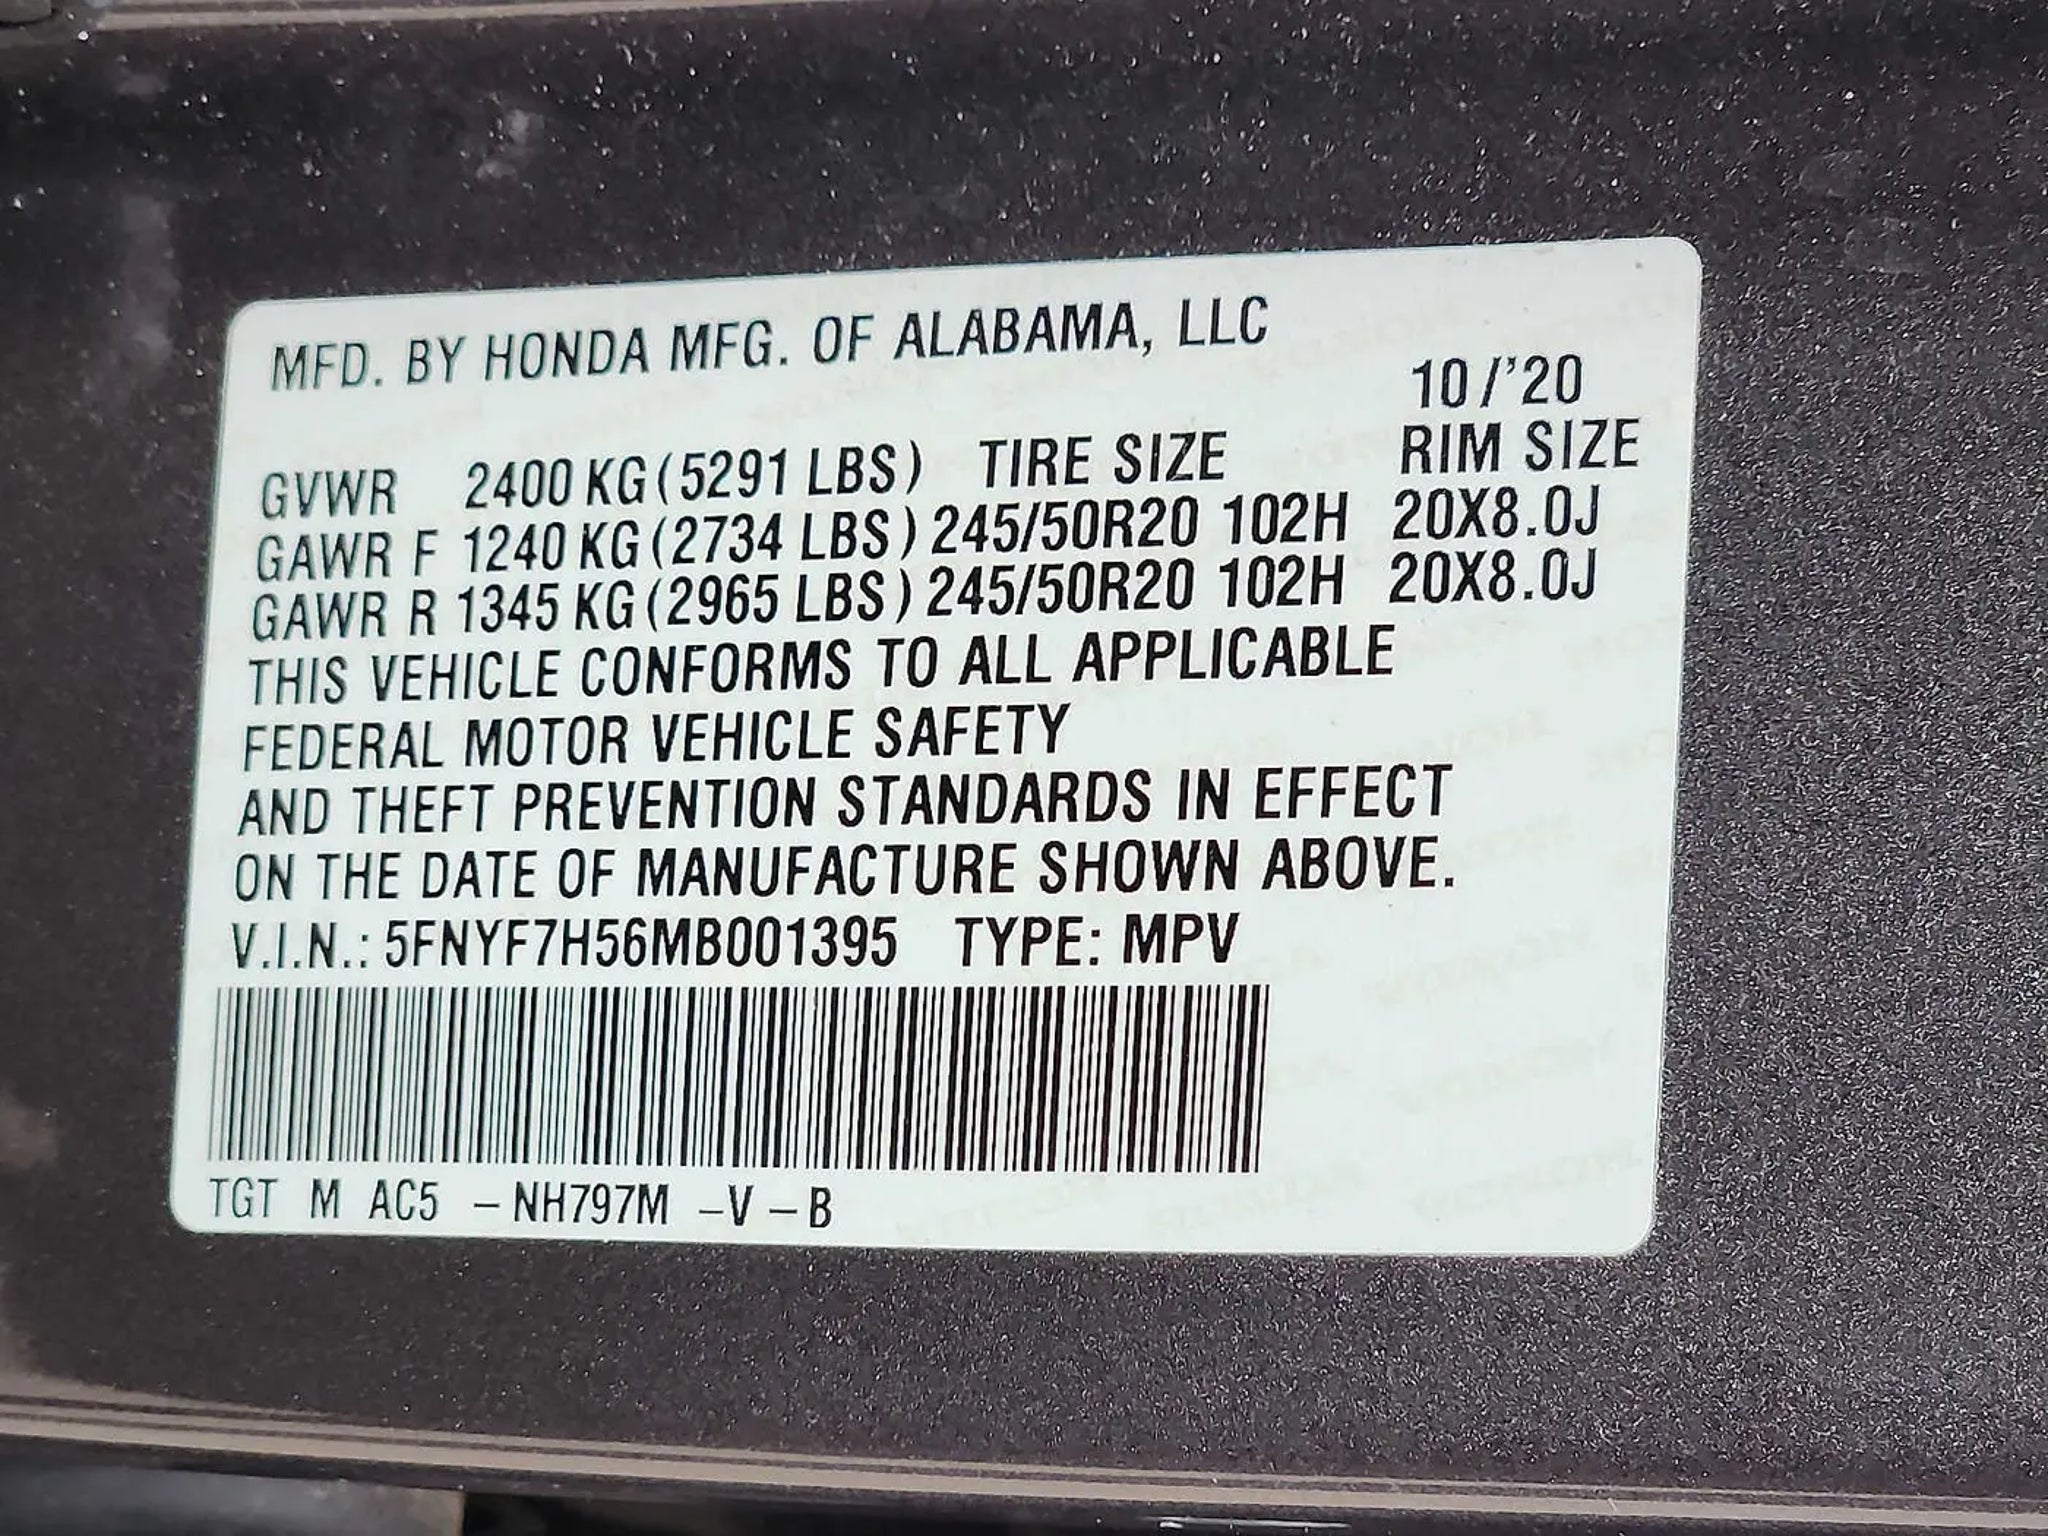 MFD. BY HONDA MFG. OF ALABAMA, LLC
10/'20
GVWR 2400 KG (5291 LBS) TIRE SIZE RIM SIZE
GAWR F 1240 KG (2734 LBS) 245/50R20 102H 20X8.0J
GAWR R 1345 KG (2965 LBS) 245/50R20 102H 20X8.0J
THIS VEHICLE CONFORMS TO ALL APPLICABLE
FEDERAL MOTOR VEHICLE SAFETY
AND THEFT PREVENTION STANDARDS IN EFFECT
ON THE DATE OF MANUFACTURE SHOWN ABOVE.
V.I.N.: 5FNYF7H56MB001395 TYPE: MPV
TGT M AC5 - NH797M - V - B